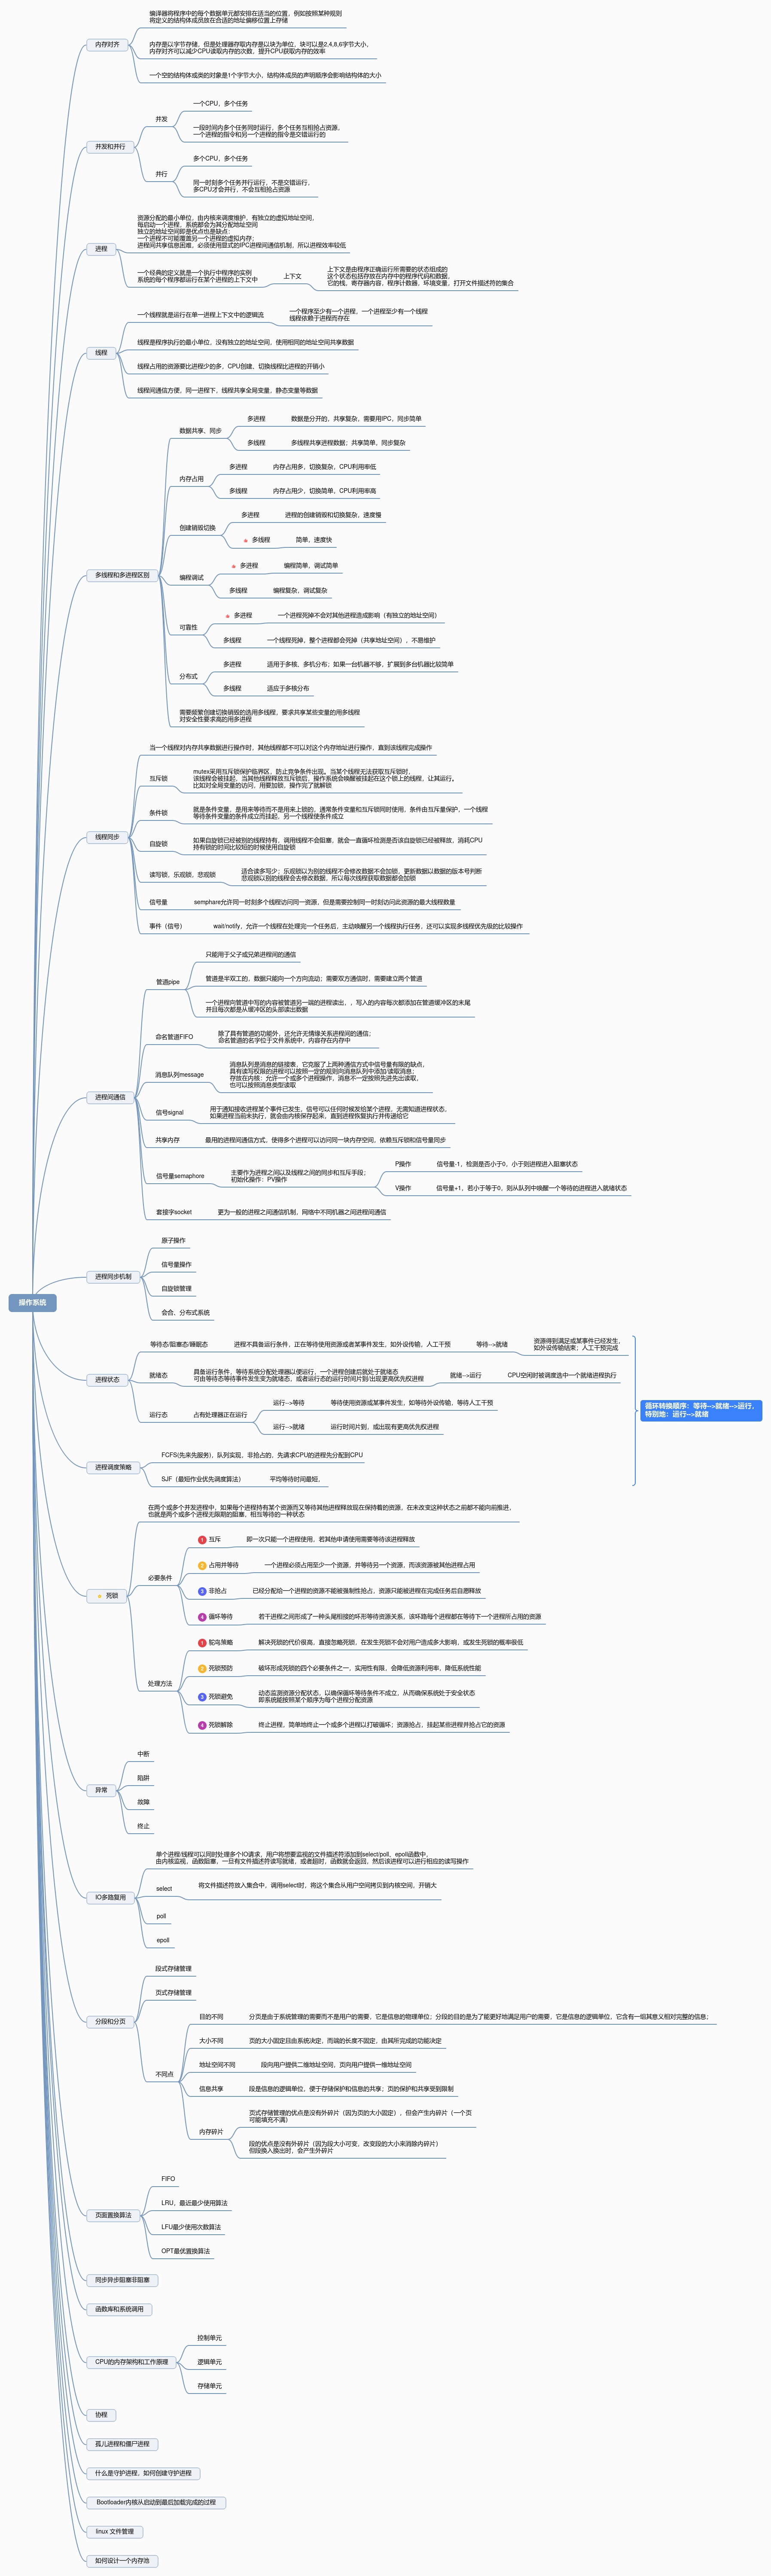 操作系统
内存对齐
编译器将程序中的每个数据单元都安排在适当的位置，例如按照某种规则
将定义的结构体成员放在合适的地址偏移位置上存储
内存是以字节存储，但是处理器存取内存是以块为单位，块可以是2,4,8,6字节大小，
内存对齐可以减少CPU读取内存的次数，提升CPU获取内存的效率
一个空的结构体或类的对象是1个字节大小，结构体成员的声明顺序会影响结构体的大小
并发和并行
并发
一个CPU，多个任务
一段时间内多个任务同时运行，多个任务互相抢占资源，
一个进程的指令和另一个进程的指令是交错运行的
并行
多个CPU，多个任务
同一时刻多个任务并行运行，不是交错运行，
多CPU才会并行，不会互相抢占资源
进程
资源分配的最小单位，由内核来调度维护，有独立的虚拟地址空间，
每启动一个进程，系统都会为其分配地址空间
独立的地址空间即是优点也是缺点：
一个进程不可能覆盖另一个进程的虚拟内存；
进程间共享信息困难，必须使用显式的IPC进程间通信机制，所以进程效率较低
一个经典的定义就是一个执行中程序的实例
系统的每个程序都运行在某个进程的上下文中
上下文
上下文是由程序正确运行所需要的状态组成的
这个状态包括存放在内存中的程序代码和数据，
它的栈，寄存器内容，程序计数器，环境变量，打开文件描述符的集合
线程
一个线程就是运行在单一进程上下文中的逻辑流
一个程序至少有一个进程，一个进程至少有一个线程
线程依赖于进程而存在
线程是程序执行的最小单位，没有独立的地址空间，使用相同的地址空间共享数据
线程占用的资源要比进程少的多，CPU创建、切换线程比进程的开销小
线程间通信方便，同一进程下，线程共享全局变量，静态变量等数据
多线程和多进程区别
数据共享、同步
多进程
数据是分开的，共享复杂，需要用IPC，同步简单
多线程
多线程共享进程数据；共享简单，同步复杂
内存占用
多进程
内存占用多，切换复杂，CPU利用率低
多线程
内存占用少，切换简单，CPU利用率高
创建销毁切换
多进程
进程的创建销毁和切换复杂，速度慢
多线程
简单，速度快
编程调试
多进程
编程简单，调试简单
多线程
编程复杂，调试复杂
可靠性
多进程
一个进程死掉不会对其他进程造成影响（有独立的地址空间）
多线程
一个线程死掉，整个进程都会死掉（共享地址空间），不易维护
分布式
多进程
适用于多核、多机分布；如果一台机器不够，扩展到多台机器比较简单
多线程
适应于多核分布
需要频繁创建切换销毁的选用多线程，要求共享某些变量的用多线程
对安全性要求高的用多进程
线程同步
当一个线程对内存共享数据进行操作时，其他线程都不可以对这个内存地址进行操作，直到该线程完成操作
互斥锁
mutex采用互斥锁保护临界区，防止竞争条件出现。当某个线程无法获取互斥锁时，
该线程会被挂起，当其他线程释放互斥锁后，操作系统会唤醒被挂起在这个锁上的线程，让其运行。
比如对全局变量的访问，用要加锁，操作完了就解锁
条件锁
就是条件变量，是用来等待而不是用来上锁的，通常条件变量和互斥锁同时使用，条件由互斥量保护，一个线程
等待条件变量的条件成立而挂起，另一个线程使条件成立
自旋锁
如果自旋锁已经被别的线程持有，调用线程不会阻塞，就会一直循环检测是否该自旋锁已经被释放，消耗CPU
持有锁的时间比较短的时候使用自旋锁
读写锁，乐观锁，悲观锁
适合读多写少；乐观锁以为别的线程不会修改数据不会加锁，更新数据以数据的版本号判断
悲观锁以别的线程会去修改数据，所以每次线程获取数据都会加锁
信号量
semphare允许同一时刻多个线程访问同一资源，但是需要控制同一时刻访问此资源的最大线程数量
事件（信号）
wait/notify，允许一个线程在处理完一个任务后，主动唤醒另一个线程执行任务，还可以实现多线程优先级的比较操作
进程间通信
管道pipe
只能用于父子或兄弟进程间的通信
管道是半双工的，数据只能向一个方向流动；需要双方通信时，需要建立两个管道
一个进程向管道中写的内容被管道另一端的进程读出，，写入的内容每次都添加在管道缓冲区的末尾
并且每次都是从缓冲区的头部读出数据
命名管道FIFO
除了具有管道的功能外，还允许无情缘关系进程间的通信；
命名管道的名字位于文件系统中，内容存在内存中
消息队列message
消息队列是消息的链接表，它克服了上两种通信方式中信号量有限的缺点，
具有读写权限的进程可以按照一定的规则向消息队列中添加/读取消息；
存放在内核：允许一个或多个进程操作，消息不一定按照先进先出读取，
也可以按照消息类型读取
信号signal
用于通知接收进程某个事件已发生，信号可以任何时候发给某个进程，无需知道进程状态，
如果进程当前未执行，就会由内核保存起来，直到进程恢复执行并传递给它
共享内存
最用的进程间通信方式，使得多个进程可以访问同一块内存空间，依赖互斥锁和信号量同步
信号量semaphore
主要作为进程之间以及线程之间的同步和互斥手段；
初始化操作：PV操作
P操作
信号量-1，检测是否小于0，小于则进程进入阻塞状态
V操作
信号量+1，若小于等于0，则从队列中唤醒一个等待的进程进入就绪状态
套接字socket
更为一般的进程之间通信机制，网络中不同机器之间进程间通信
进程同步机制
原子操作
信号量操作
自旋锁管理
会合、分布式系统
进程状态
等待态/阻塞态/睡眠态
进程不具备运行条件，正在等待使用资源或者某事件发生，如外设传输，人工干预
等待-->就绪
资源得到满足或某事件已经发生，
如外设传输结束；人工干预完成
就绪态
具备运行条件，等待系统分配处理器以便运行，一个进程创建后就处于就绪态
可由等待态等待事件发生变为就绪态，或者运行态的运行时间片到/出现更高优先权进程
就绪-->运行
CPU空闲时被调度选中一个就绪进程执行
运行态
占有处理器正在运行
运行-->等待
等待使用资源或某事件发生，如等待外设传输，等待人工干预
运行-->就绪
运行时间片到，或出现有更高优先权进程
循环转换顺序：等待-->就绪-->运行，
特别地：运行-->就绪
进程调度策略
FCFS(先来先服务)，队列实现，非抢占的，先请求CPU的进程先分配到CPU
SJF（最短作业优先调度算法）
平均等待时间最短，
死锁
在两个或多个并发进程中，如果每个进程持有某个资源而又等待其他进程释放现在保持着的资源，在未改变这种状态之前都不能向前推进，
也就是两个或多个进程无限期的阻塞，相互等待的一种状态
必要条件
1 互斥
即一次只能一个进程使用，若其他申请使用需要等待该进程释放
2 占用并等待
一个进程必须占用至少一个资源，并等待另一个资源，而该资源被其他进程占用
3 非抢占
已经分配给一个进程的资源不能被强制性抢占，资源只能被进程在完成任务后自愿释放
4 循环等待
若干进程之间形成了一种头尾相接的环形等待资源关系，该环路每个进程都在等待下一个进程所占用的资源
处理方法
1 鸵鸟策略
解决死锁的代价很高，直接忽略死锁，在发生死锁不会对用户造成多大影响，或发生死锁的概率很低
2 死锁预防
破坏形成死锁的四个必要条件之一，实用性有限，会降低资源利用率，降低系统性能
3 死锁避免
动态监测资源分配状态，以确保循环等待条件不成立，从而确保系统处于安全状态
即系统能按照某个顺序为每个进程分配资源
4 死锁解除
终止进程，简单地终止一个或多个进程以打破循环；资源抢占，挂起某些进程并抢占它的资源
异常
中断
陷阱
故障
终止
IO多路复用
单个进程/线程可以同时处理多个IO请求，用户将想要监视的文件描述符添加到select/poll、epoll函数中，
由内核监视，函数阻塞，一旦有文件描述符读写就绪，或者超时，函数就会返回，然后该进程可以进行相应的读写操作
select
将文件描述符放入集合中，调用select时，将这个集合从用户空间拷贝到内核空间，开销大
poll
epoll
分段和分页
段式存储管理
页式存储管理
不同点
目的不同
分页是由于系统管理的需要而不是用户的需要，它是信息的物理单位；分段的目的是为了能更好地满足用户的需要，它是信息的逻辑单位，它含有一组其意义相对完整的信息；
大小不同
页的大小固定且由系统决定，而端的长度不固定，由其所完成的功能决定
地址空间不同
段向用户提供二维地址空间，页向用户提供一维地址空间
信息共享
段是信息的逻辑单位，便于存储保护和信息的共享；页的保护和共享受到限制
内存碎片
页式存储管理的优点是没有外碎片（因为页的大小固定），但会产生内碎片（一个页
可能填充不满）
段的优点是没有内碎片（因为段大小可变，改变段的大小来消除内碎片）
但段换入换出时，会产生外碎片
页面置换算法
FIFO
LRU，最近最少使用算法
LFU最少使用次数算法
OPT最优置换算法
同步异步阻塞非阻塞
函数库和系统调用
CPU的内存架构和工作原理
控制单元
逻辑单元
存储单元
协程
孤儿进程和僵尸进程
什么是守护进程，如何创建守护进程
Bootloader内核从启动到最后加载完成的过程
linux 文件管理
如何设计一个内存池